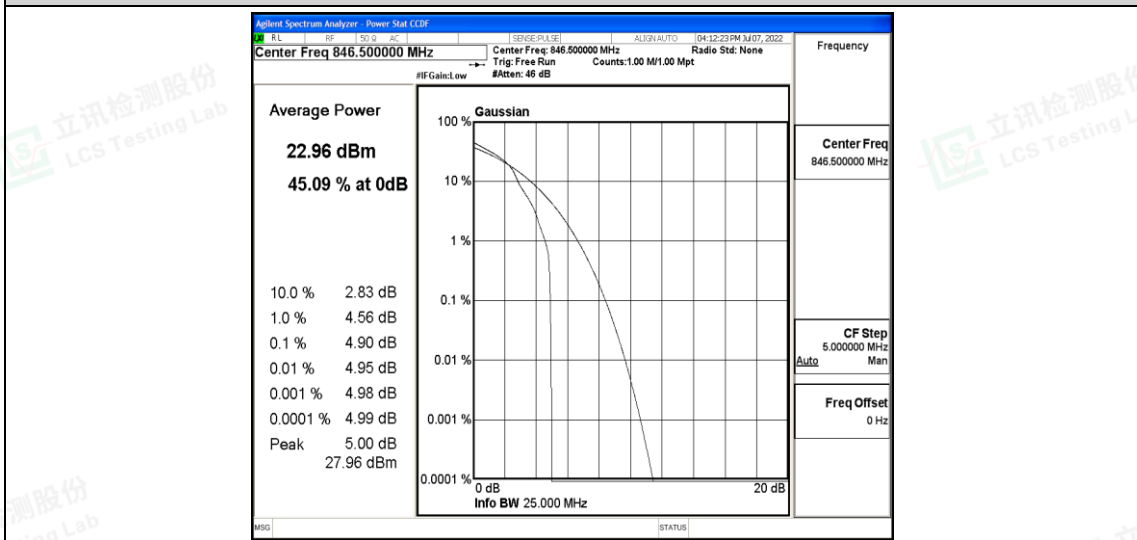 Agilent Spectrum Analyzer - Power Stat CCDF
RL RF 50 Ω AC SENSE:PULSE ALIGN AUTO 04:12:23 PM Jul 07, 2022
Center Freq 846.500000 MHz
Center Freq: 846.500000 MHz Radio Std: None
Trig: Free Run Counts:1.00 M/1.00 Mpt
#IFGain:Low #Atten: 46 dB
Frequency
Average Power
22.96 dBm
45.09 % at 0dB
10.0 % 2.83 dB
1.0 % 4.56 dB
0.1 % 4.90 dB
0.01 % 4.95 dB
0.001 % 4.98 dB
0.0001 % 4.99 dB
Peak 5.00 dB
27.96 dBm
Gaussian
100 %
10 %
1 %
0.1 %
0.01 %
0.001 %
0.0001 %
0 dB 20 dB
Info BW 25.000 MHz
Center Freq
846.500000 MHz
CF Step
5.000000 MHz
Auto Man
Freq Offset
0 Hz
MSG STATUS
立讯检测股份
LCS Testing Lab
立讯检测股份
LCS Testing L
测股份
ng Lab